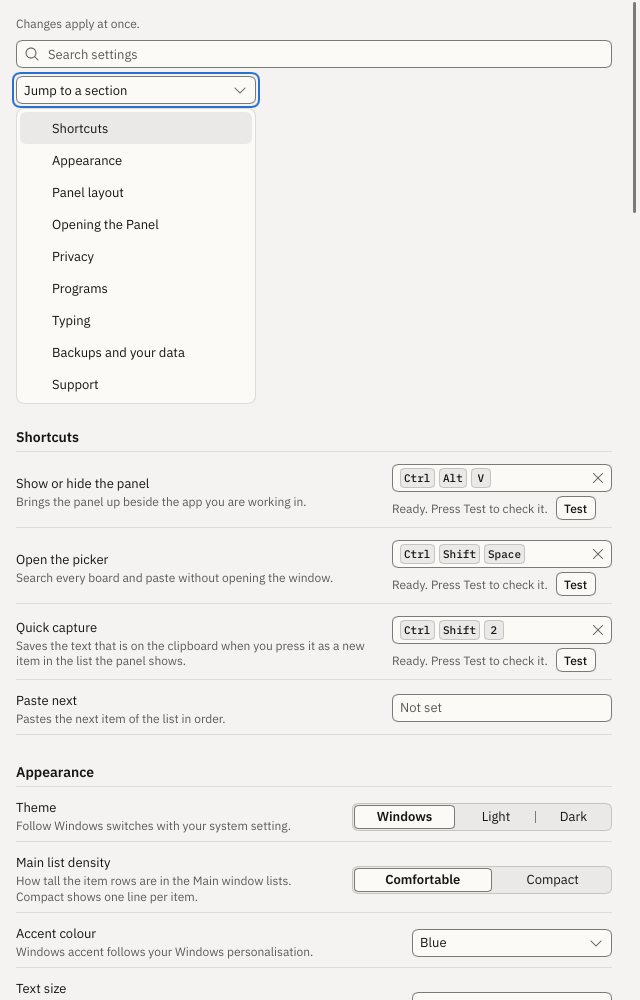 Changes apply at once.
Search settings
Jump to a section
Shortcuts
Appearance
Panel layout
Opening the Panel
Privacy
Programs
Typing
Backups and your data
Support
Shortcuts
Show or hide the panel
Brings the panel up beside the app you are working in.
Ctrl Alt V
Ready. Press Test to check it. Test
Open the picker
Search every board and paste without opening the window.
Ctrl Shift Space
Ready. Press Test to check it. Test
Quick capture
Saves the text that is on the clipboard when you press it as a new
item in the list the panel shows.
Ctrl Shift 2
Ready. Press Test to check it. Test
Paste next
Pastes the next item of the list in order.
Not set
Appearance
Theme
Follow Windows switches with your system setting.
Windows Light Dark
Main list density
How tall the item rows are in the Main window lists.
Compact shows one line per item.
Comfortable Compact
Accent colour
Windows accent follows your Windows personalisation.
Blue
Text size